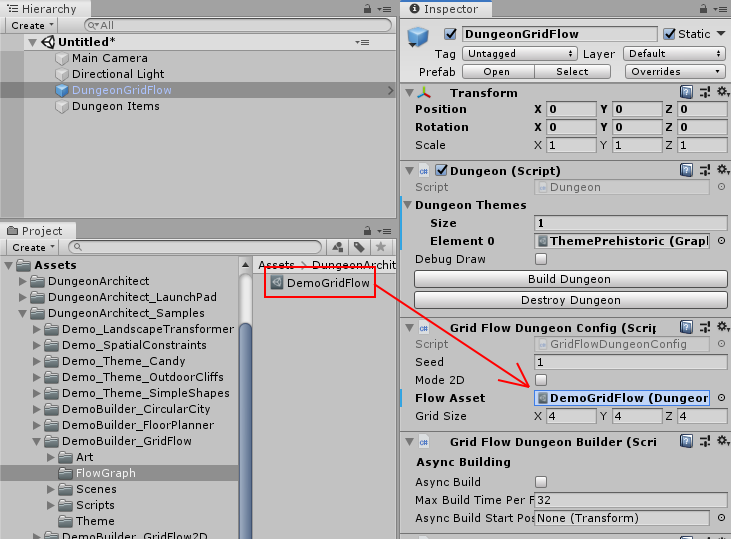 Hierarchy
Create
All
Untitled*
Main Camera
Directional Light
DungeonGridFlow
Dungeon Items
Project
Create
Assets
DungeonArchitect
DungeonArchitect_LaunchPad
DungeonArchitect_Samples
Demo_LandscapeTransformer
Demo_SpatialConstraints
Demo_Theme_Candy
Demo_Theme_OutdoorCliffs
Demo_Theme_SimpleShapes
DemoBuilder_CircularCity
DemoBuilder_FloorPlanner
DemoBuilder_GridFlow
Art
FlowGraph
Scenes
Scripts
Theme
DemoBuilder_GridFlow2D
Assets > DungeonArchit
DemoGridFlow
Inspector
DungeonGridFlow Static
Tag Untagged Layer Default
Prefab Open Select Overrides
Transform
Position X 0 Y 0 Z 0
Rotation X 0 Y 0 Z 0
Scale X 1 Y 1 Z 1
Dungeon (Script)
Script Dungeon
Dungeon Themes
Size 1
Element 0 ThemePrehistoric (Grap
Debug Draw
Build Dungeon
Destroy Dungeon
Grid Flow Dungeon Config (Scrip
Script GridFlowDungeonConfig
Seed 1
Mode 2D
Flow Asset DemoGridFlow (Dungeor
Grid Size X 4 Y 4 Z 4
Grid Flow Dungeon Builder (Scri
Async Building
Async Build
Max Build Time Per F 32
Async Build Start Pos None (Transform)